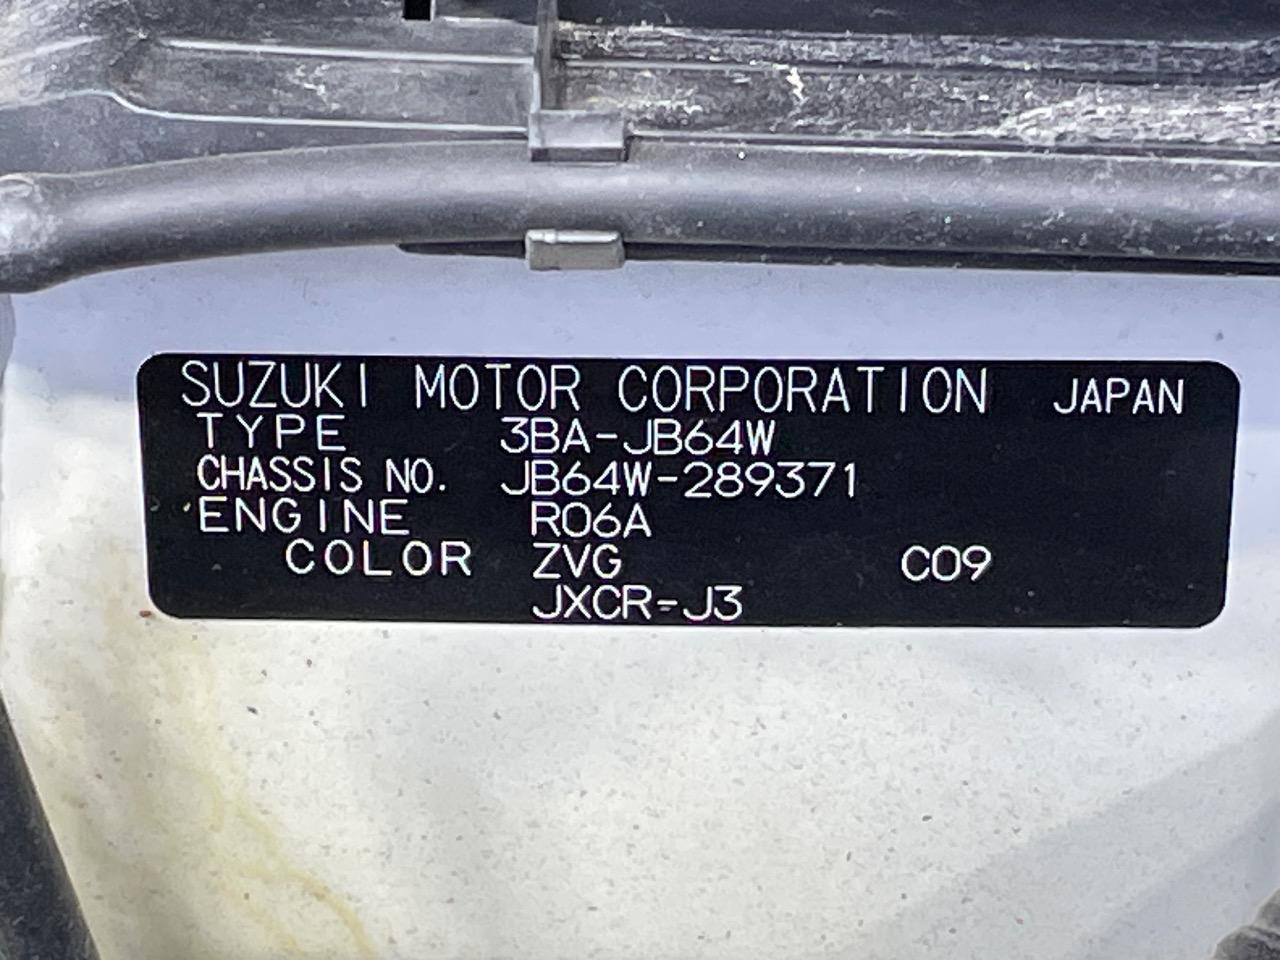 SUZUKI MOTOR CORPORATION JAPAN
TYPE 3BA-JB64W
CHASSIS NO. JB64W-289371
ENGINE R06A
COLOR ZVG C09
JXCR-J3